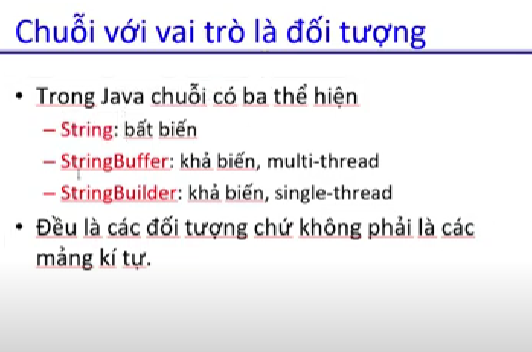 Chuỗi với vai trò là đối tượng
• Trong Java chuỗi có ba thể hiện
– String: bất biến
– StringBuffer: khả biến, multi-thread
– StringBuilder: khả biến, single-thread
• Đều là các đối tượng chứ không phải là các
mảng kí tự.